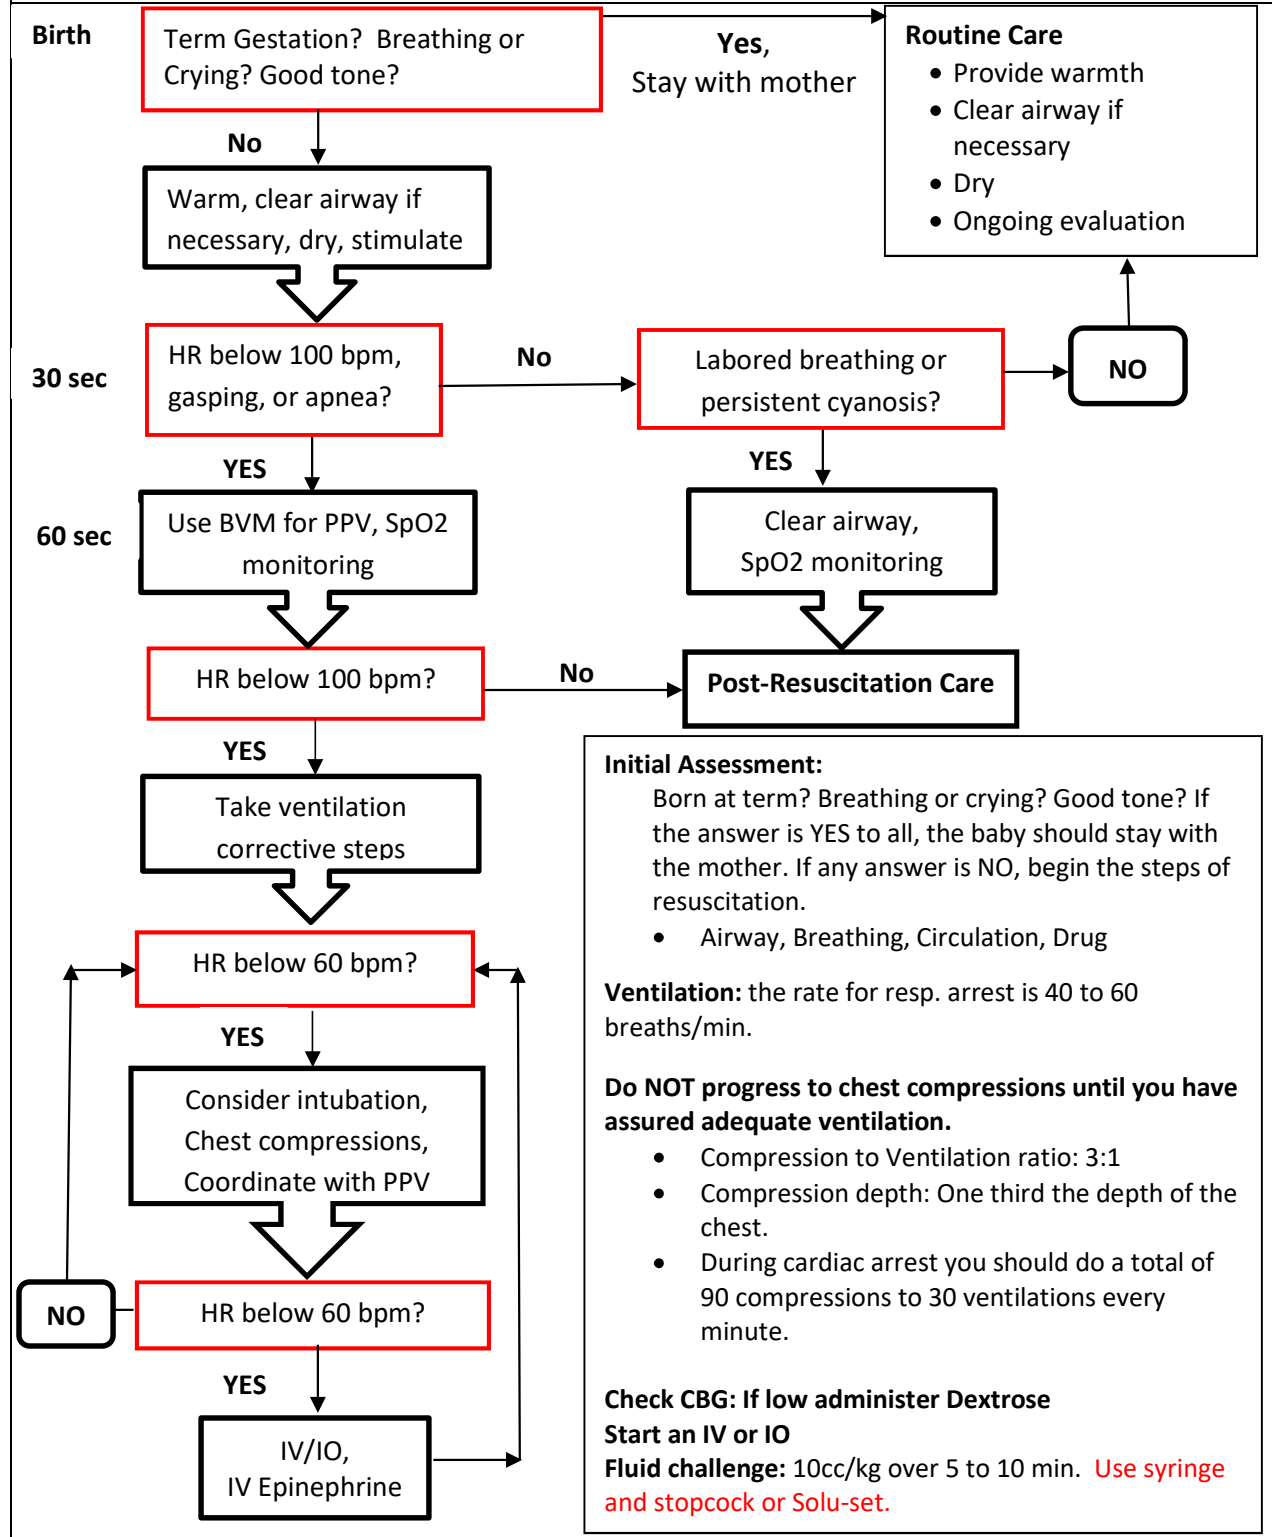 Birth
Term Gestation?  Breathing or
Crying? Good tone?
Yes,
Stay with mother
Routine Care
• Provide warmth
• Clear airway if
necessary
• Dry
• Ongoing evaluation
No
Warm, clear airway if
necessary, dry, stimulate
30 sec
HR below 100 bpm,
gasping, or apnea?
No
Labored breathing or
persistent cyanosis?
NO
YES
YES
60 sec
Use BVM for PPV, SpO2
monitoring
Clear airway,
SpO2 monitoring
HR below 100 bpm?
No
Post-Resuscitation Care
YES
Take ventilation
corrective steps
HR below 60 bpm?
YES
Consider intubation,
Chest compressions,
Coordinate with PPV
NO
HR below 60 bpm?
YES
IV/IO,
IV Epinephrine
Initial Assessment:
Born at term? Breathing or crying? Good tone? If
the answer is YES to all, the baby should stay with
the mother. If any answer is NO, begin the steps of
resuscitation.
• Airway, Breathing, Circulation, Drug
Ventilation: the rate for resp. arrest is 40 to 60
breaths/min.
Do NOT progress to chest compressions until you have
assured adequate ventilation.
• Compression to Ventilation ratio: 3:1
• Compression depth: One third the depth of the
chest.
• During cardiac arrest you should do a total of
90 compressions to 30 ventilations every
minute.
Check CBG: If low administer Dextrose
Start an IV or IO
Fluid challenge: 10cc/kg over 5 to 10 min.  Use syringe
and stopcock or Solu-set.